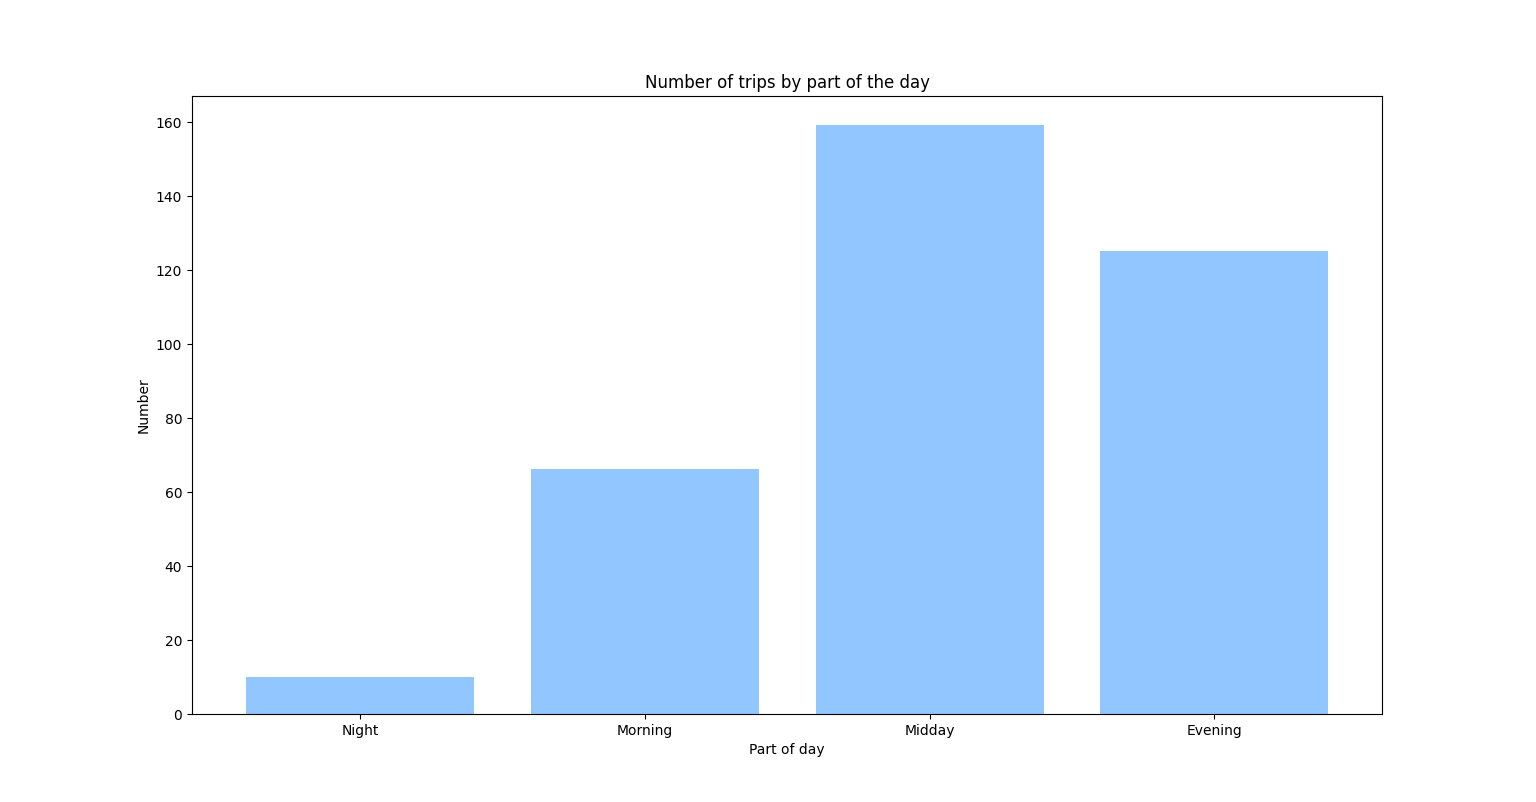 Number of trips by part of the day
160
140
120
100
80
60
40
20
0
Number
Night Morning Midday Evening
Part of day